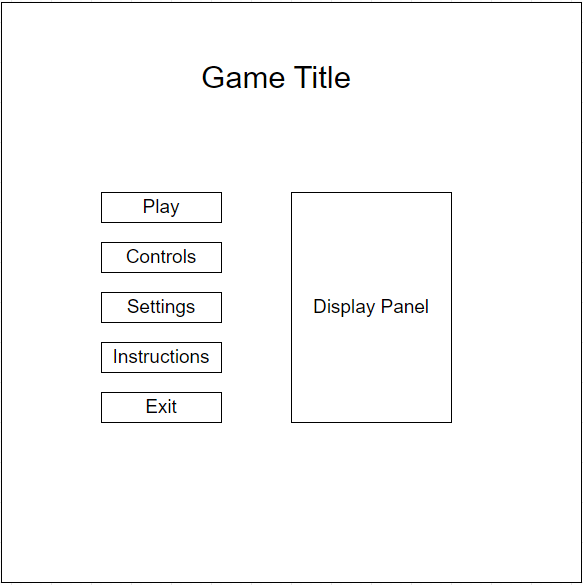 Game Title
Play
Controls
Settings
Instructions
Exit
Display Panel